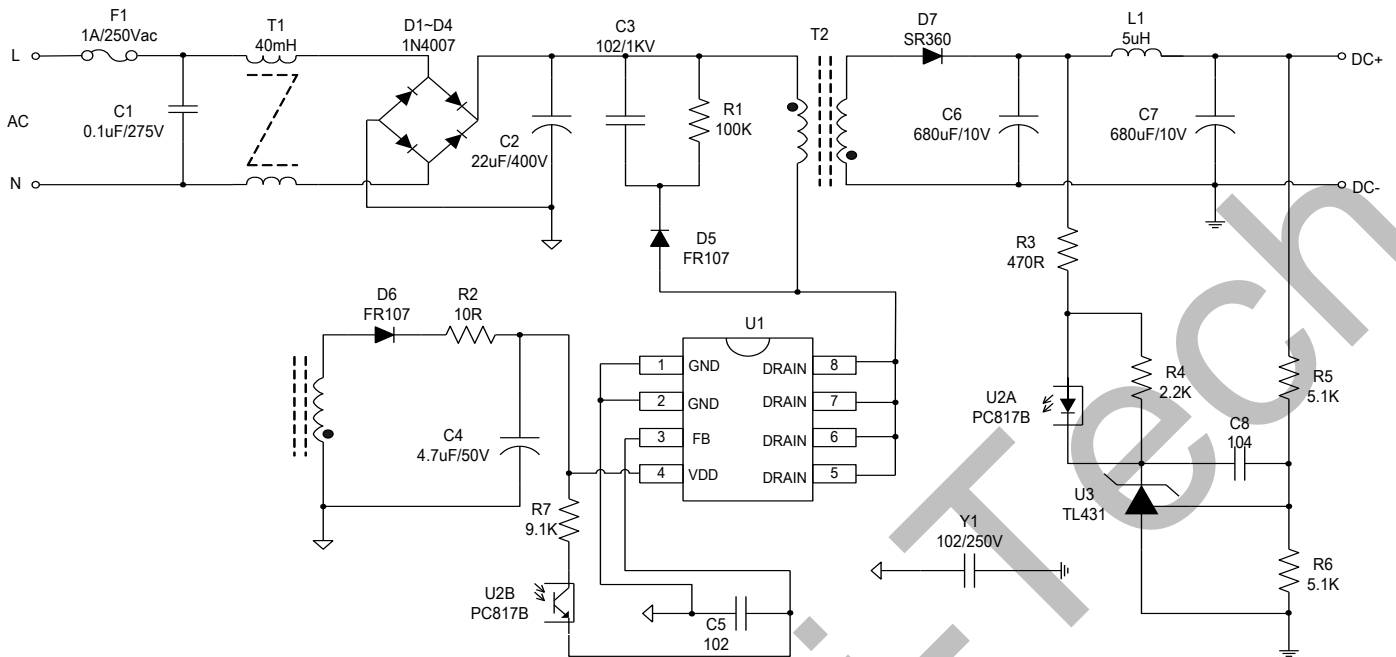 F1
1A/250Vac
T1
40mH
D1~D4
1N4007
C3
102/1KV
T2
D7
SR360
L1
5uH
L
AC
N
C1
0.1uF/275V
C2
22uF/400V
R1
100K
C6
680uF/10V
C7
680uF/10V
DC+
DC-
D5
FR107
R3
470R
D6
FR107
R2
10R
U1
1 GND DRAIN 8
2 GND DRAIN 7
3 FB DRAIN 6
4 VDD DRAIN 5
C4
4.7uF/50V
R7
9.1K
U2B
PC817B
C5
102
Y1
102/250V
U2A
PC817B
R4
2.2K
R5
5.1K
C8
104
U3
TL431
R6
5.1K